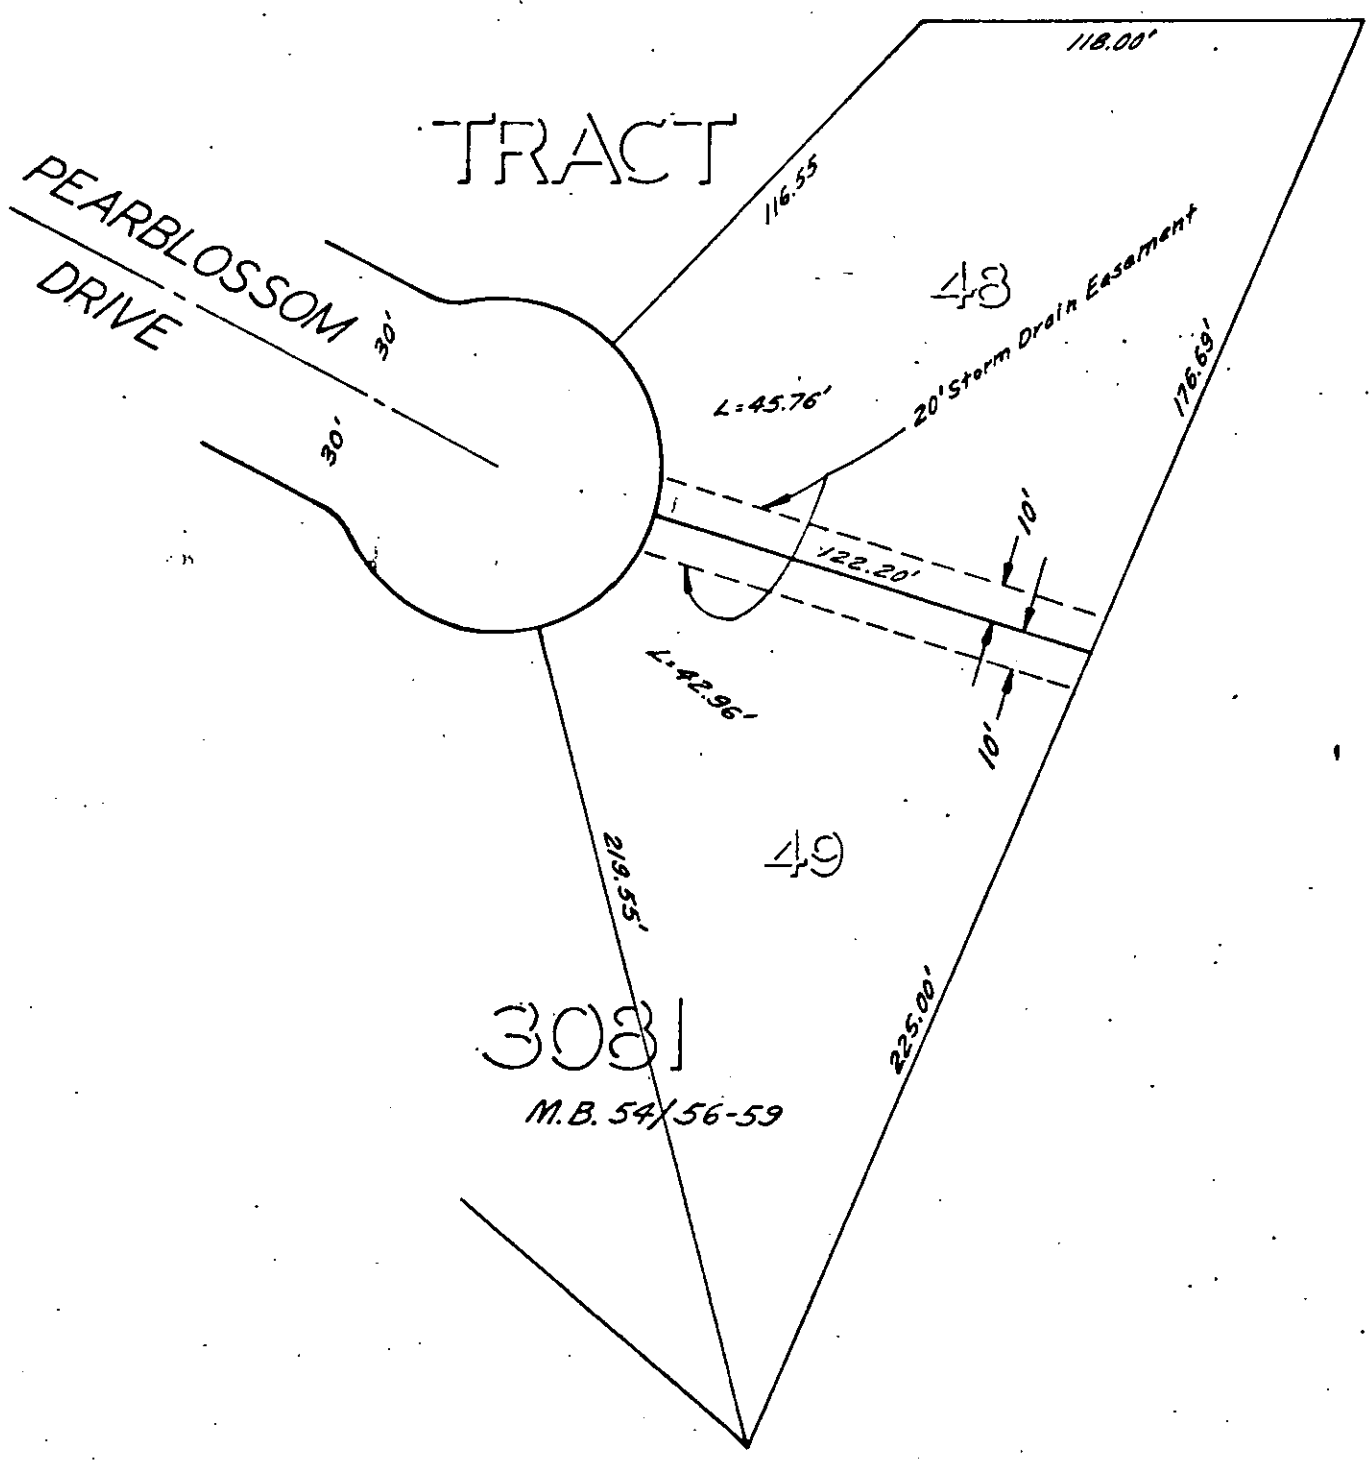 118.00'
TRACT
116.55
PEARBLOSSOM
DRIVE
30'
30'
48
20' Storm Drain Easement
176.69'
L=45.76'
10'
122.20'
L=42.96'
10'
49
219.55'
225.00'
3081
M.B. 54/56-59